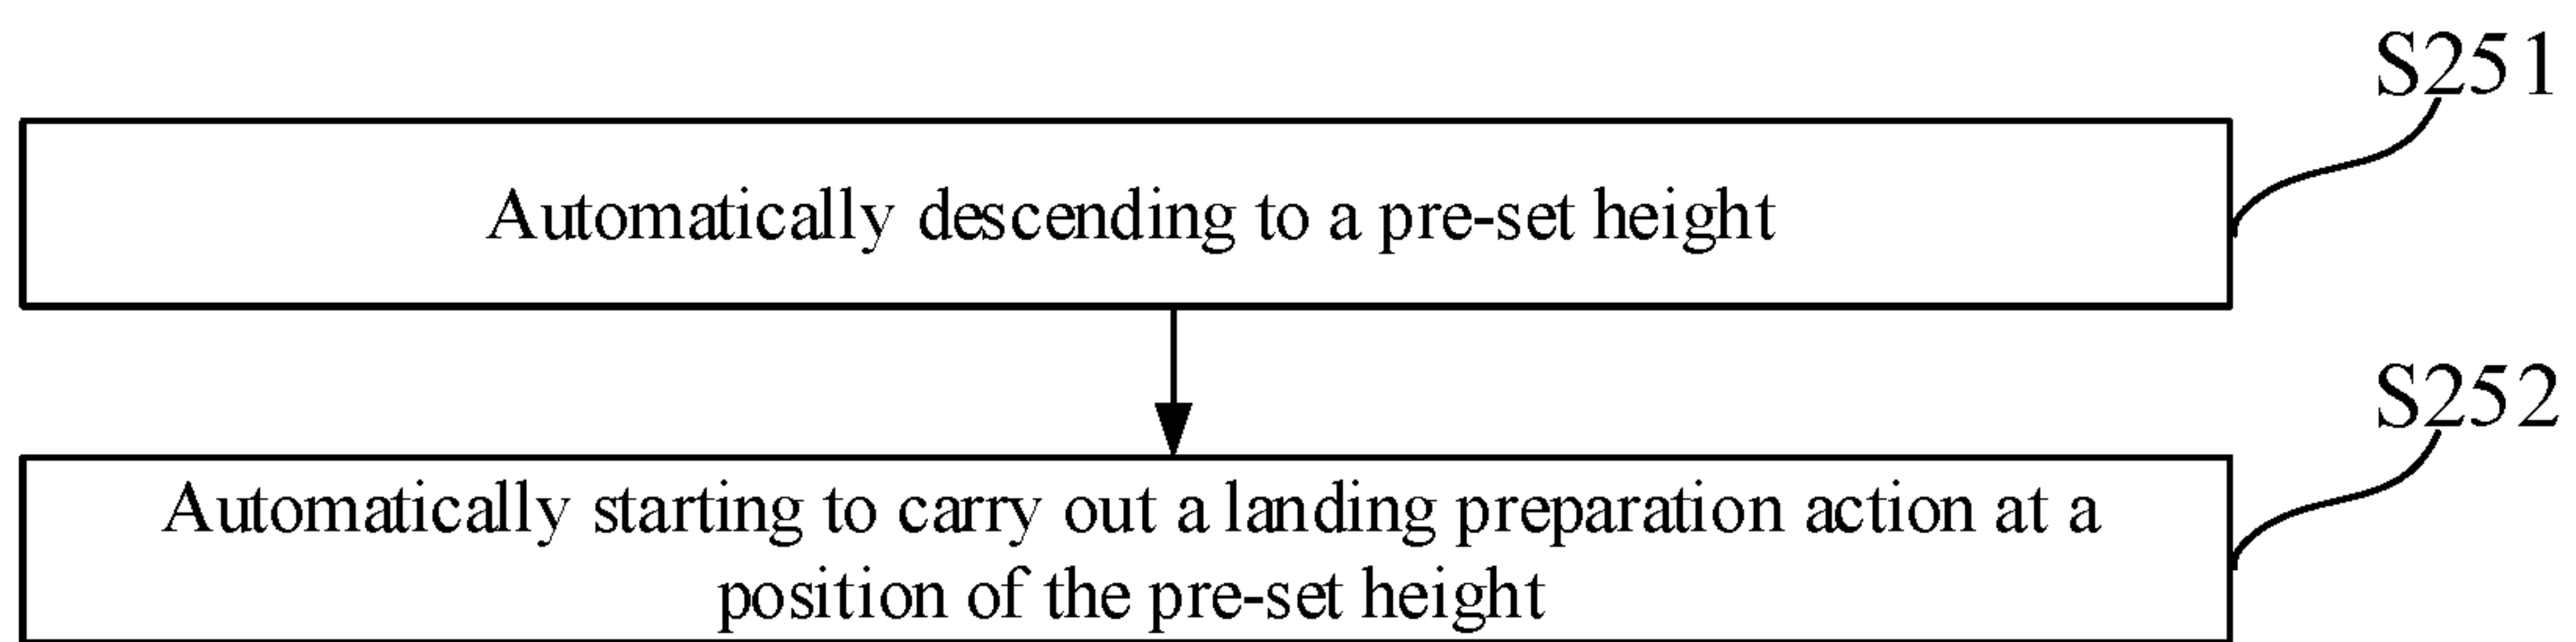 S251
Automatically descending to a pre-set height
S252
Automatically starting to carry out a landing preparation action at a
position of the pre-set height